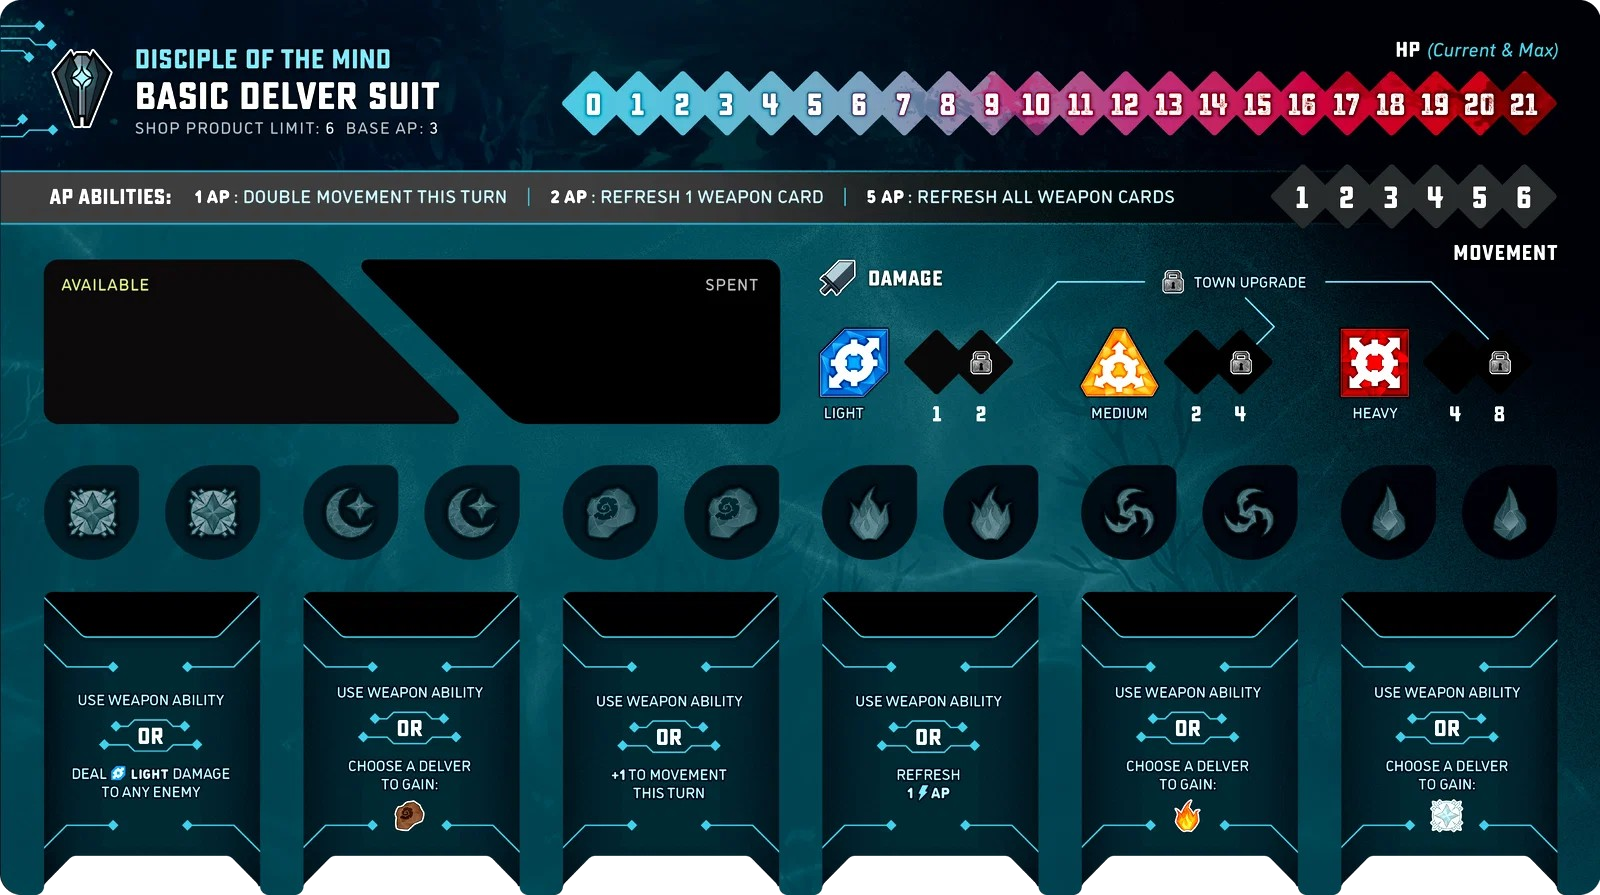 DISCIPLE OF THE MIND
BASIC DELVER SUIT
SHOP PRODUCT LIMIT: 6 BASE AP: 3
HP (Current & Max)
0 1 2 3 4 5 6 7 8 9 10 11 12 13 14 15 16 17 18 19 20 21
AP ABILITIES: 1 AP : DOUBLE MOVEMENT THIS TURN | 2 AP : REFRESH 1 WEAPON CARD | 5 AP : REFRESH ALL WEAPON CARDS
1 2 3 4 5 6
MOVEMENT
AVAILABLE
SPENT
DAMAGE
TOWN UPGRADE
LIGHT
1 2
MEDIUM
2 4
HEAVY
4 8
USE WEAPON ABILITY
OR
DEAL LIGHT DAMAGE
TO ANY ENEMY
USE WEAPON ABILITY
OR
CHOOSE A DELVER
TO GAIN:
USE WEAPON ABILITY
OR
+1 TO MOVEMENT
THIS TURN
USE WEAPON ABILITY
OR
REFRESH
1 AP
USE WEAPON ABILITY
OR
CHOOSE A DELVER
TO GAIN:
USE WEAPON ABILITY
OR
CHOOSE A DELVER
TO GAIN: